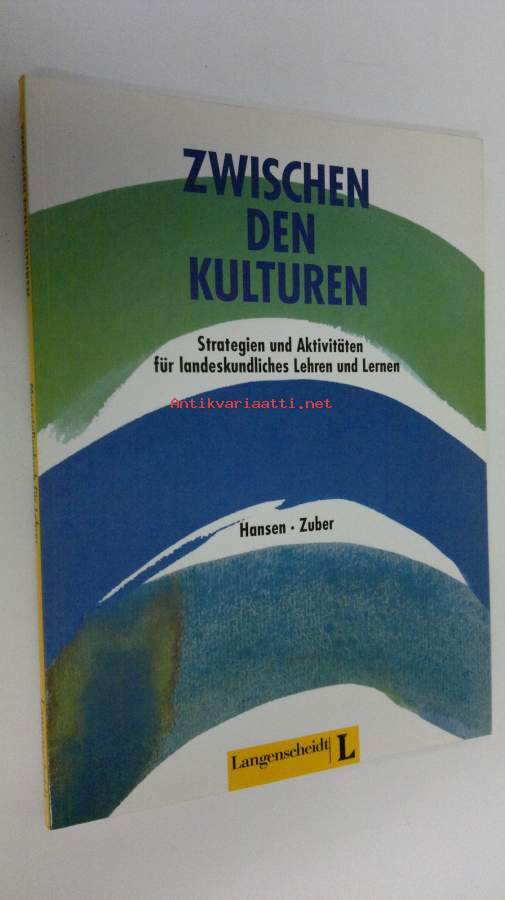 ZWISCHEN
DEN
KULTUREN
Strategien und Aktivitäten
für landeskundliches Lehren und Lernen
Antikvariaatti.net
Hansen · Zuber
Langenscheidt L